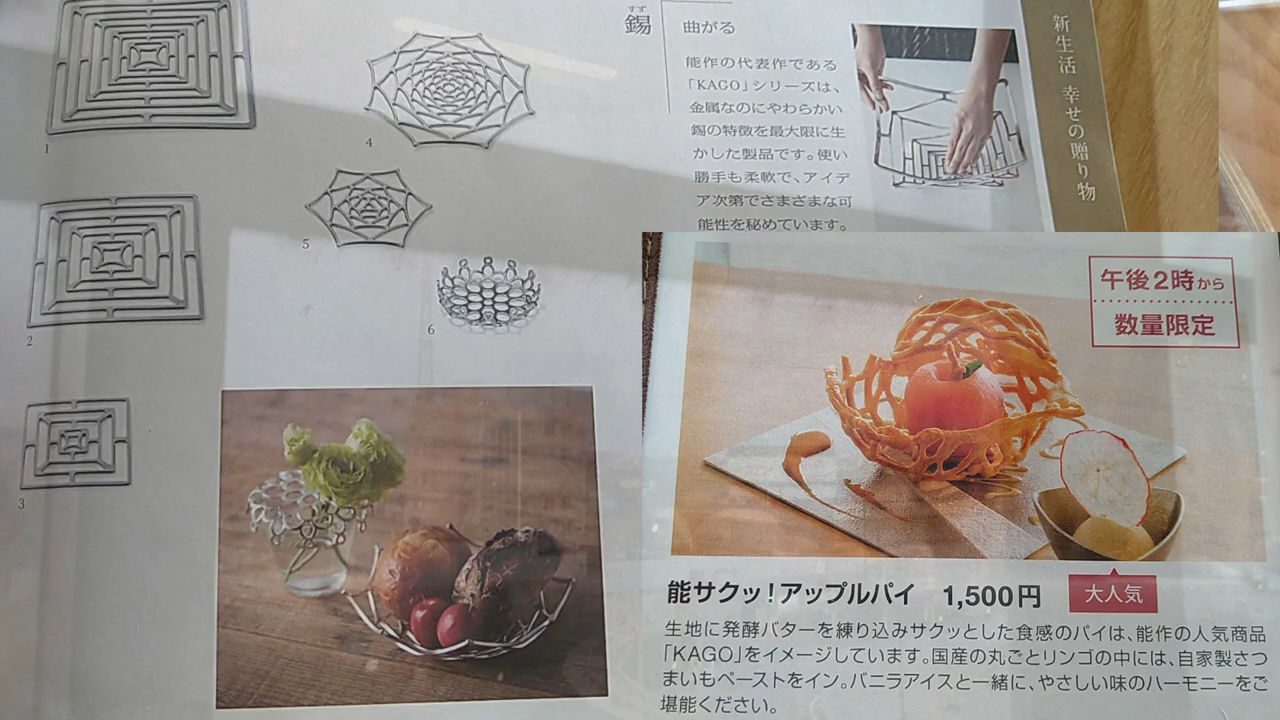 新生活 幸せの贈り物
錫
すず
曲がる
能作の代表作である
「KAGO」シリーズは、
金属なのにやわらかい
錫の特徴を最大限に生
かした製品です。使い
勝手も柔軟で、アイデ
ア次第でさまざまな可
能性を秘めています。
1
4
5
2
6
3
午後2時から
数量限定
能サクッ!アップルパイ 1,500円
大人気
生地に発酵バターを練り込みサクッとした食感のパイは、能作の人気商品
「KAGO」をイメージしています。国産の丸ごとリンゴの中には、自家製さつ
まいもペーストをイン。バニラアイスと一緒に、やさしい味のハーモニーをご
堪能ください。